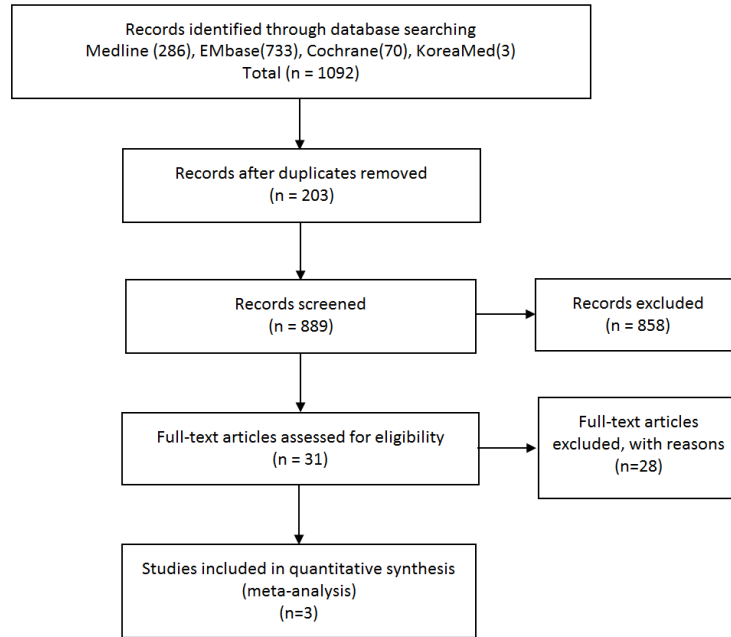 Records identified through database searching
Medline (286), EMbase(733), Cochrane(70), KoreaMed(3)
Total (n = 1092)
Records after duplicates removed
(n = 203)
Records screened
(n = 889)
Records excluded
(n = 858)
Full-text articles assessed for eligibility
(n = 31)
Full-text articles
excluded, with reasons
(n=28)
Studies included in quantitative synthesis
(meta-analysis)
(n=3)